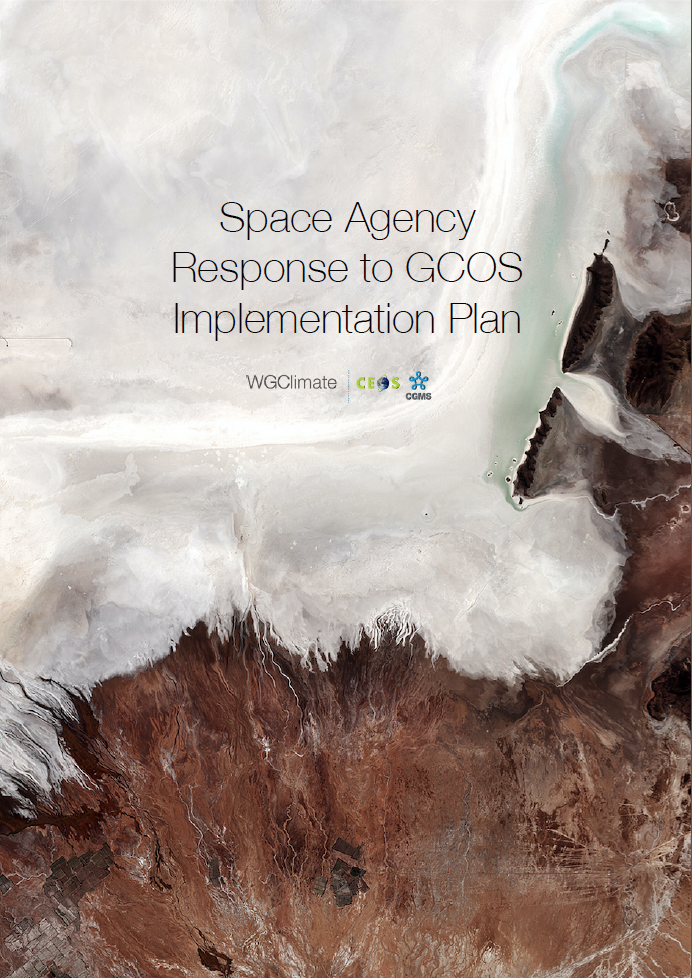 Space Agency
Response to GCOS
Implementation Plan
WGClimate CEOS
CGMS